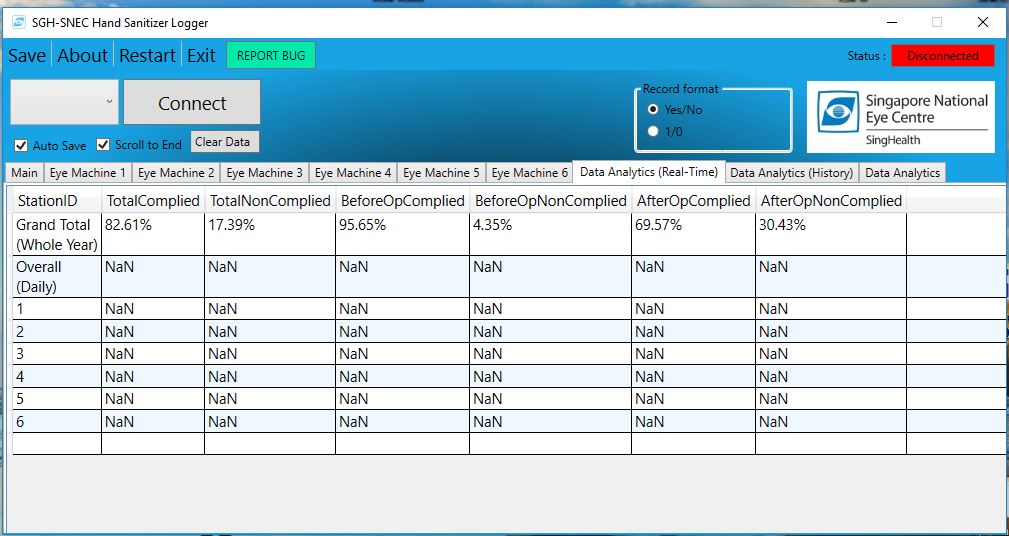 SGH-SNEC Hand Sanitizer Logger
Save About Restart Exit REPORT BUG Status : Disconnected
Connect
Record format
Yes/No
1/0
Singapore National
Eye Centre
SingHealth
Auto Save Scroll to End Clear Data
Main Eye Machine 1 Eye Machine 2 Eye Machine 3 Eye Machine 4 Eye Machine 5 Eye Machine 6 Data Analytics (Real-Time) Data Analytics (History) Data Analytics
StationID TotalComplied TotalNonComplied BeforeOpComplied BeforeOpNonComplied AfterOpComplied AfterOpNonComplied
Grand Total
(Whole Year) 82.61% 17.39% 95.65% 4.35% 69.57% 30.43%
Overall
(Daily) NaN NaN NaN NaN NaN NaN
1 NaN NaN NaN NaN NaN NaN
2 NaN NaN NaN NaN NaN NaN
3 NaN NaN NaN NaN NaN NaN
4 NaN NaN NaN NaN NaN NaN
5 NaN NaN NaN NaN NaN NaN
6 NaN NaN NaN NaN NaN NaN